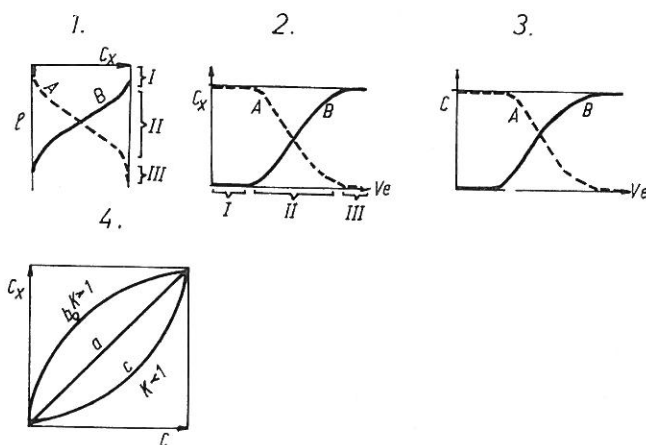 1.
2.
3.
Cx
A
B
l
I
II
III
Cx
A
B
Ve
I
II
III
C
A
B
Ve
4.
Cx
b, K>1
a
c
K<1
C